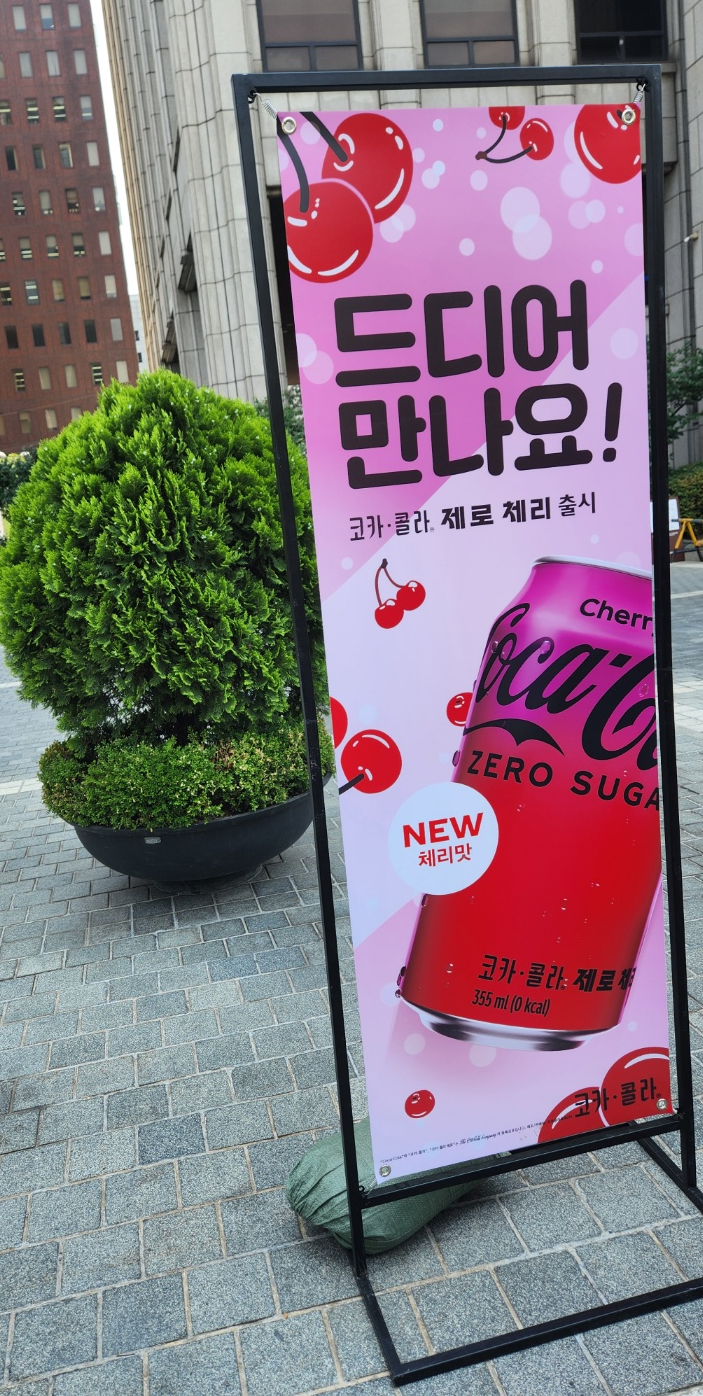 드디어
만나요!
코카·콜라 제로 체리 출시
Cherr
Coca-Co
ZERO SUGA
NEW
체리맛
코카·콜라 제로 체
355 ml (0 kcal)
코카·콜라